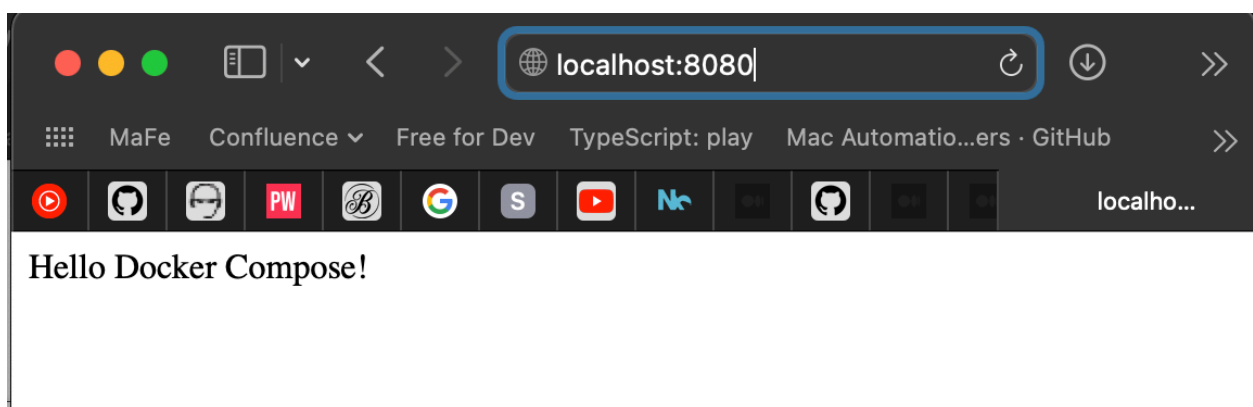 localhost:8080
MaFe Confluence Free for Dev TypeScript: play Mac Automatio...ers · GitHub
PW B G S N localho...
Hello Docker Compose!